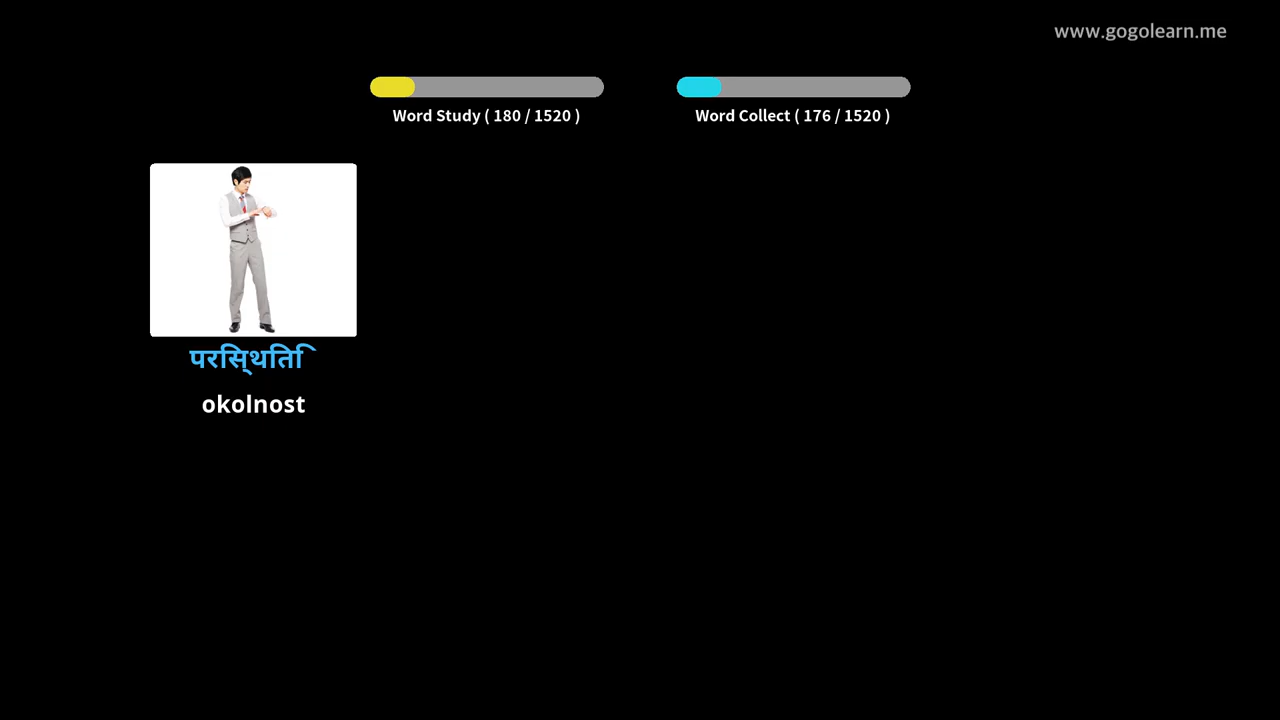 www.gogolearn.me
Word Study ( 180 / 1520 )
Word Collect ( 176 / 1520 )
परिस्थिति
okolnost